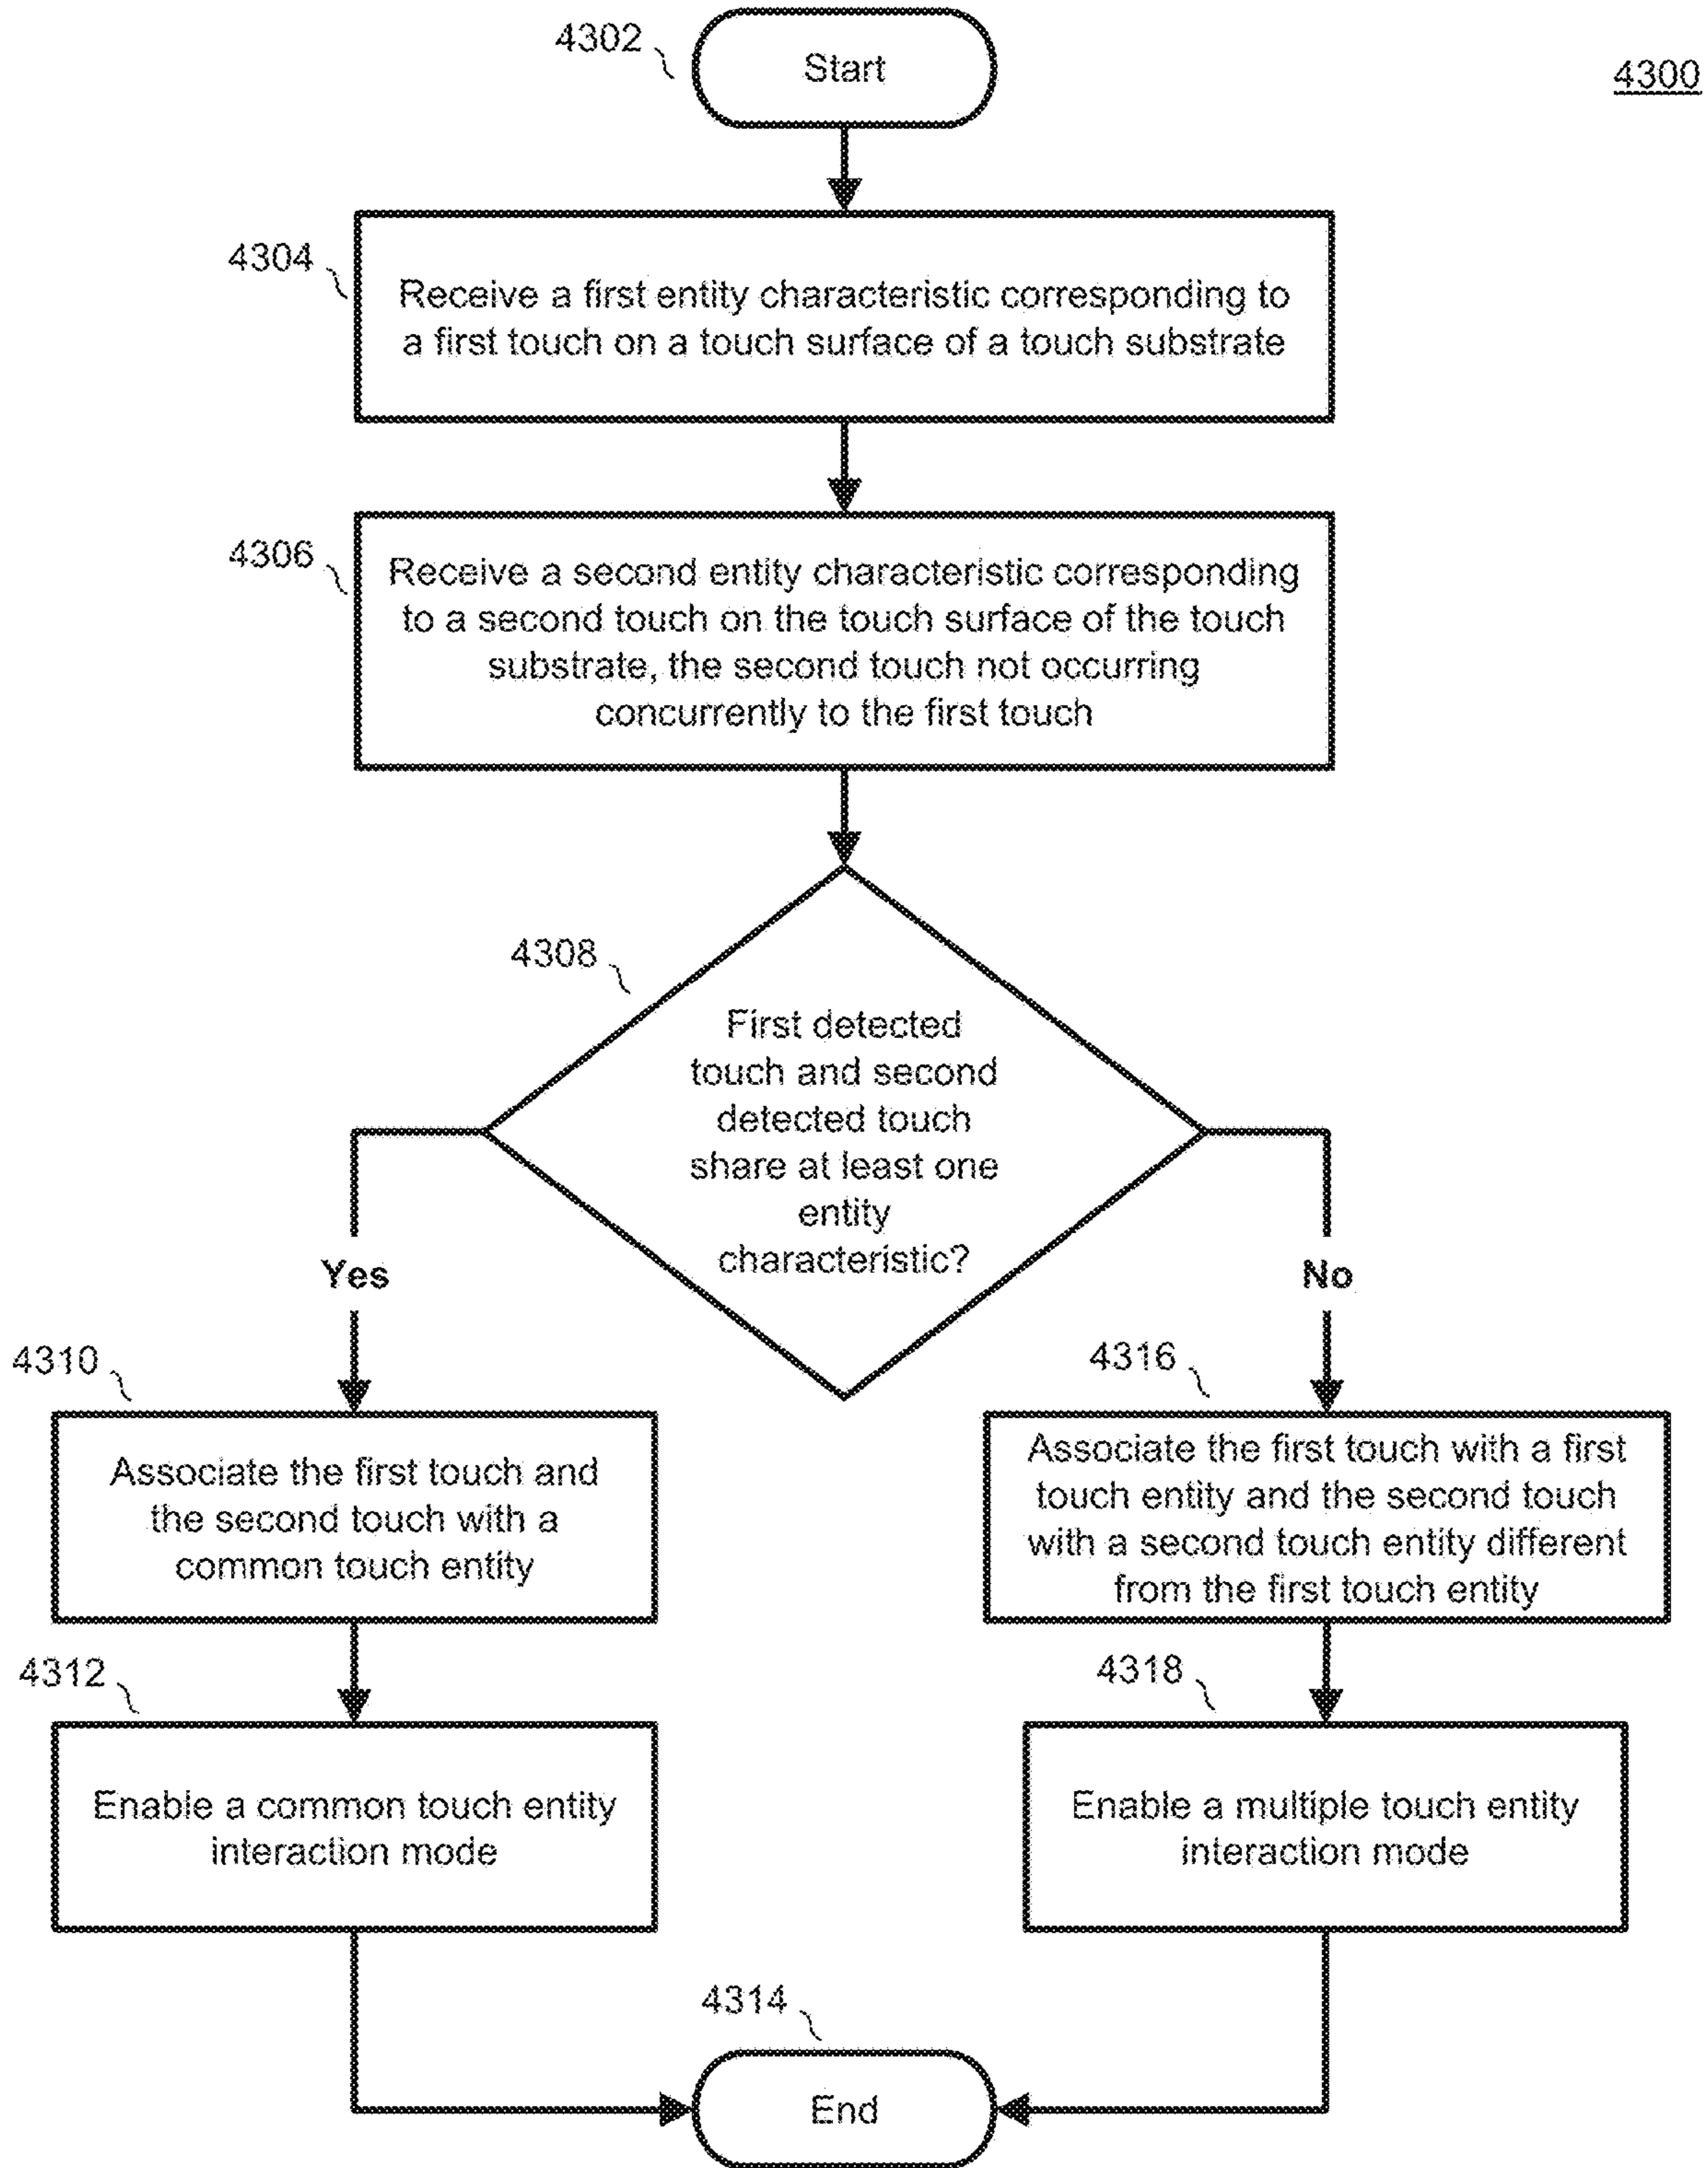 4302
Start
4300
4304
Receive a first entity characteristic corresponding to
a first touch on a touch surface of a touch substrate
4306
Receive a second entity characteristic corresponding
to a second touch on the touch surface of the touch
substrate, the second touch not occurring
concurrently to the first touch
4308
First detected
touch and second
detected touch
share at least one
entity
characteristic?
Yes
No
4310
Associate the first touch and
the second touch with a
common touch entity
4316
Associate the first touch with a first
touch entity and the second touch
with a second touch entity different
from the first touch entity
4312
Enable a common touch entity
interaction mode
4318
Enable a multiple touch entity
interaction mode
4314
End